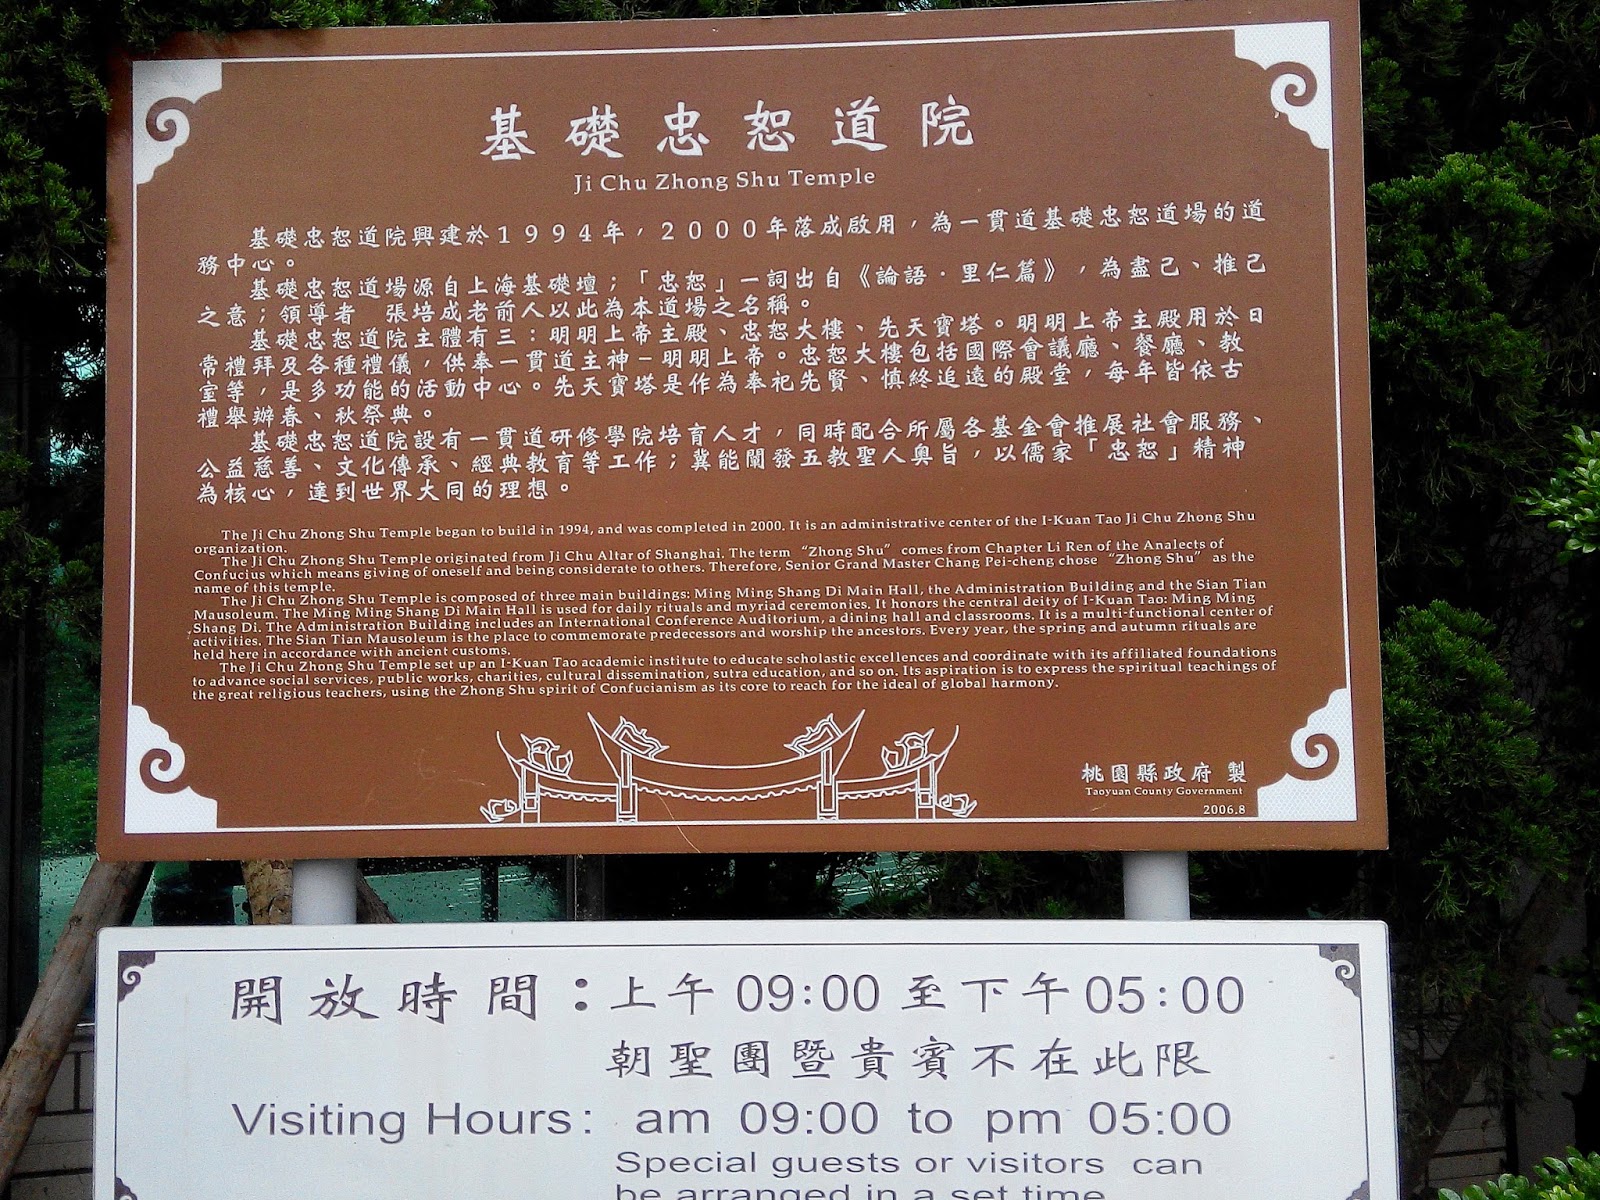 基礎忠恕道院
Ji Chu Zhong Shu Temple
基礎忠恕道院興建於1994年，2000年落成啟用，為一貫道基礎忠恕道場的道
務中心。
基礎忠恕道場源自上海基礎壇；「忠恕」一詞出自《論語．里仁篇》，為盡己、推己
之意；領導者　張培成老前人以此為本道場之名稱。
基礎忠恕道院主體有三：明明上帝主殿、忠恕大樓、先天寶塔。明明上帝主殿用於日
常禮拜及各種禮儀，供奉一貫道主神－明明上帝。忠恕大樓包括國際會議廳、餐廳、教
室等，是多功能的活動中心。先天寶塔是作為奉祀先賢、慎終追遠的殿堂，每年皆依古
禮舉辦春、秋祭典。
基礎忠恕道院設有一貫道研修學院培育人才，同時配合所屬各基金會推展社會服務、
公益慈善、文化傳承、經典教育等工作；冀能闡發五教聖人奧旨，以儒家「忠恕」精神
為核心，達到世界大同的理想。
The Ji Chu Zhong Shu Temple began to build in 1994, and was completed in 2000. It is an administrative center of the I-Kuan Tao Ji Chu Zhong Shu
organization.
The Ji Chu Zhong Shu Temple originated from Ji Chu Altar of Shanghai. The term “Zhong Shu” comes from Chapter Li Ren of the Analects of
Confucius which means giving of oneself and being considerate to others. Therefore, Senior Grand Master Chang Pei-cheng chose “Zhong Shu” as the
name of this temple.
The Ji Chu Zhong Shu Temple is composed of three main buildings: Ming Ming Shang Di Main Hall, the Administration Building and the Sian Tian
Mausoleum. The Ming Ming Shang Di Main Hall is used for daily rituals and myriad ceremonies. It honors the central deity of I-Kuan Tao: Ming Ming
Shang Di. The Administration Building includes an International Conference Auditorium, a dining hall and classrooms. It is a multi-functional center of
activities. The Sian Tian Mausoleum is the place to commemorate predecessors and worship the ancestors. Every year, the spring and autumn rituals are
held here in accordance with ancient customs.
The Ji Chu Zhong Shu Temple set up an I-Kuan Tao academic institute to educate scholastic excellences and coordinate with its affiliated foundations
to advance social services, public works, charities, cultural dissemination, sutra education, and so on. Its aspiration is to express the spiritual teachings of
the great religious teachers, using the Zhong Shu spirit of Confucianism as its core to reach for the ideal of global harmony.
桃園縣政府 製
Taoyuan County Government
2006.8
開放時間：上午 09:00 至下午 05:00
朝聖團暨貴賓不在此限
Visiting Hours: am 09:00 to pm 05:00
Special guests or visitors can
be arranged in a set time